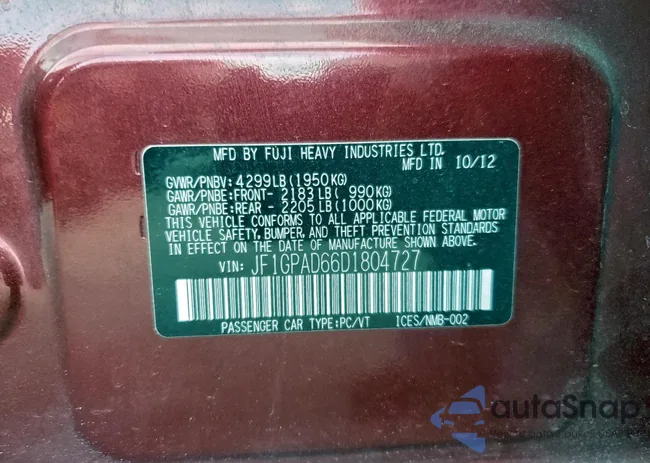 MFD BY FUJI HEAVY INDUSTRIES LTD.
MFD IN 10/12
GVWR/PNBV: 4299LB(1950KG)
GAWR/PNBE:FRONT- 2183LB( 990KG)
GAWR/PNBE:REAR - 2205LB(1000KG)
THIS VEHICLE CONFORMS TO ALL APPLICABLE FEDERAL MOTOR
VEHICLE SAFETY, BUMPER, AND THEFT PREVENTION STANDARDS
IN EFFECT ON THE DATE OF MANUFACTURE SHOWN ABOVE.
VIN: JF1GPAD66D1804727
PASSENGER CAR TYPE:PC/VT ICES/NMB-002
autoSnap